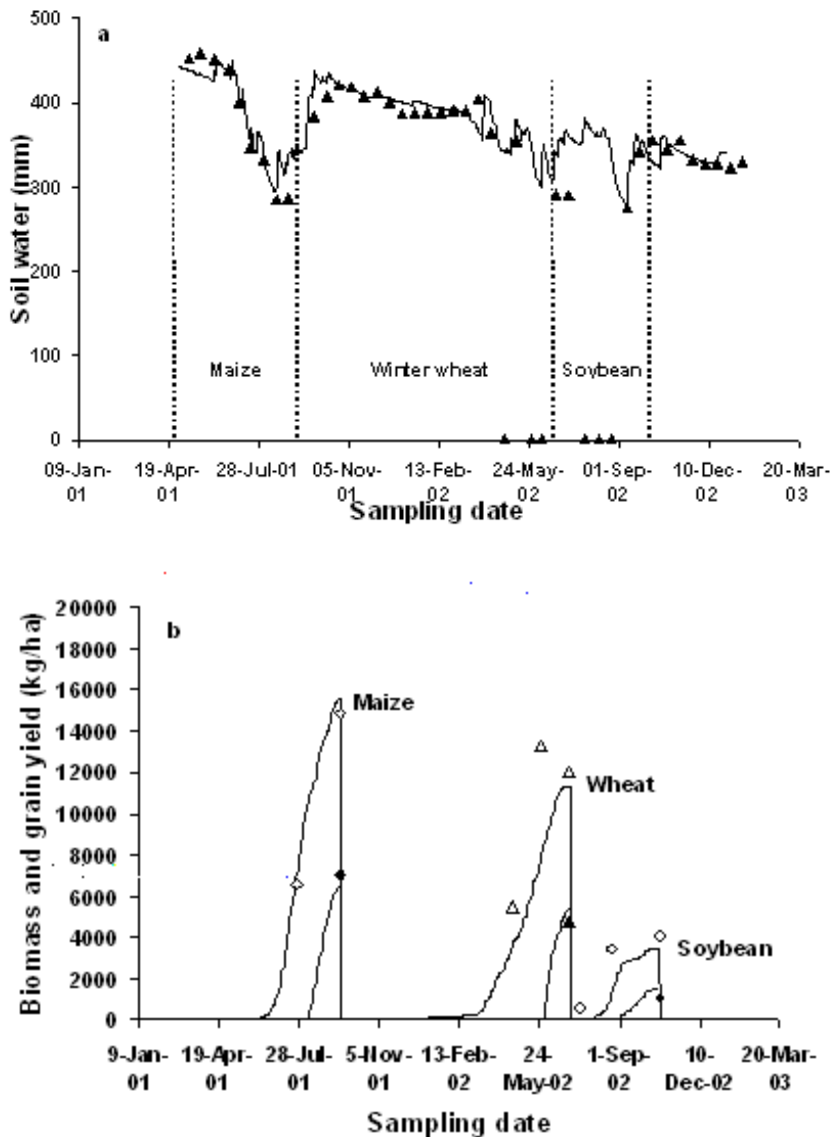 500
a
400
300
200
100
0
Soil water (mm)
Maize
Winter wheat
Soybean
09-Jan-01
19-Apr-01
28-Jul-01
05-Nov-01
13-Feb-02
24-May-02
01-Sep-02
10-Dec-02
20-Mar-03
Sampling date
20000
b
18000
16000
14000
12000
10000
8000
6000
4000
2000
0
Biomass and grain yield (kg/ha)
Maize
Wheat
Soybean
9-Jan-01
19-Apr-01
28-Jul-01
5-Nov-01
13-Feb-02
24-May-02
1-Sep-02
10-Dec-02
20-Mar-03
Sampling date